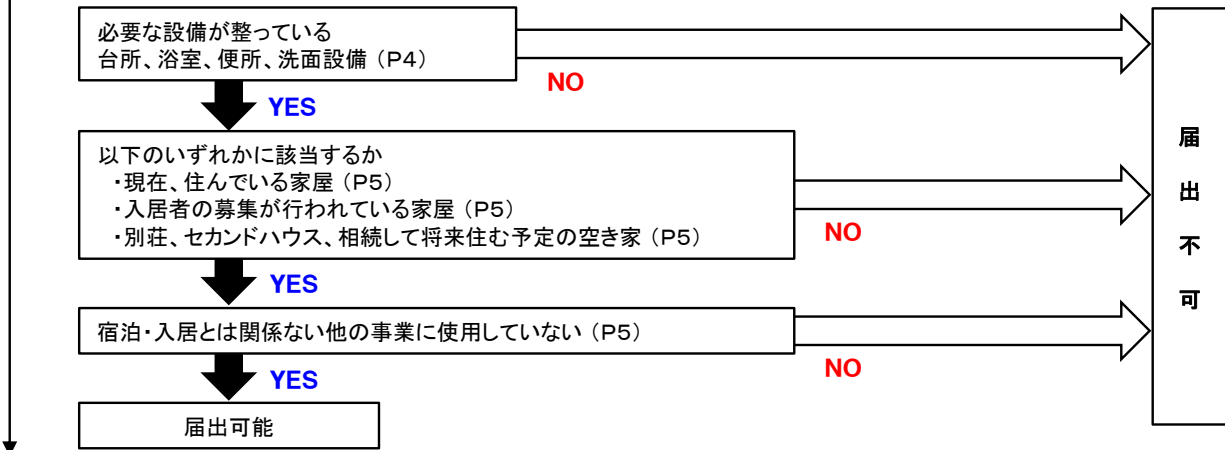 必要な設備が整っている
台所、浴室、便所、洗面設備（P4）
NO
YES
以下のいずれかに該当するか
・現在、住んでいる家屋（P5）
・入居者の募集が行われている家屋（P5）
・別荘、セカンドハウス、相続して将来住む予定の空き家（P5）
NO
YES
宿泊・入居とは関係ない他の事業に使用していない（P5）
NO
YES
届出可能
届出不可